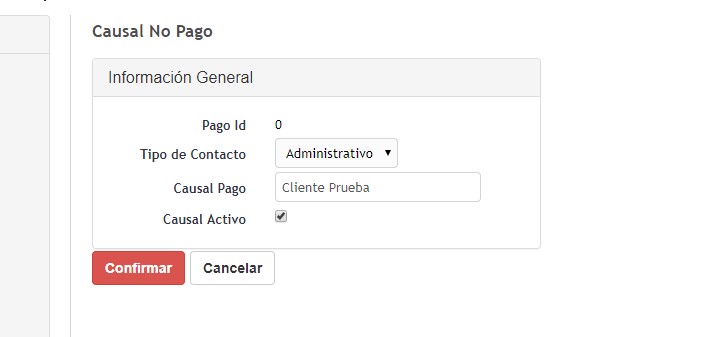 Causal No Pago
Información General
Pago Id 0
Tipo de Contacto Administrativo
Causal Pago Cliente Prueba
Causal Activo
Confirmar Cancelar